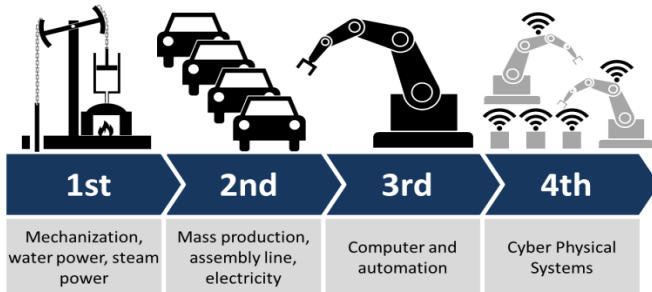 1st
2nd
3rd
4th
Mechanization,
water power, steam
power
Mass production,
assembly line,
electricity
Computer and
automation
Cyber Physical
Systems